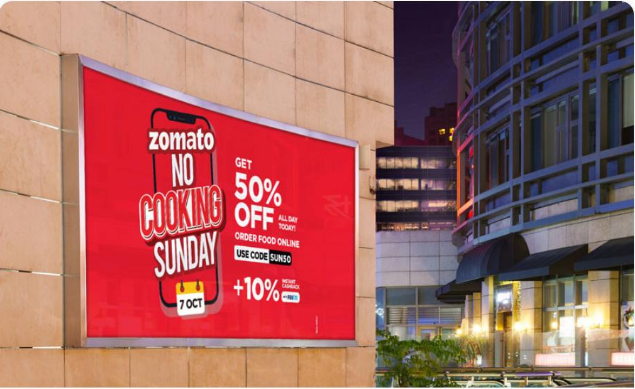 zomato
NO
COOKING
SUNDAY
7 OCT
GET
50%
OFF
ALL DAY
TODAY!
ORDER FOOD ONLINE
USE CODE SUN50
+10%
INSTANT
CASHBACK